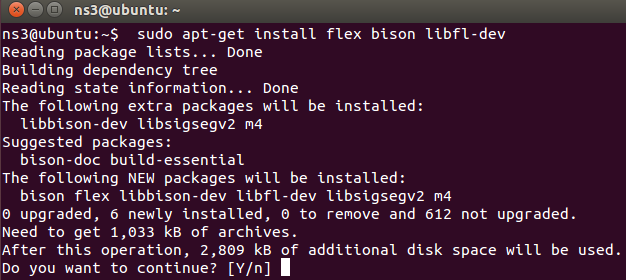 ns3@ubuntu: ~
ns3@ubuntu:~$  sudo apt-get install flex bison libfl-dev
Reading package lists... Done
Building dependency tree
Reading state information... Done
The following extra packages will be installed:
  libbison-dev libsigsegv2 m4
Suggested packages:
  bison-doc build-essential
The following NEW packages will be installed:
  bison flex libbison-dev libfl-dev libsigsegv2 m4
0 upgraded, 6 newly installed, 0 to remove and 612 not upgraded.
Need to get 1,033 kB of archives.
After this operation, 2,809 kB of additional disk space will be used.
Do you want to continue? [Y/n]